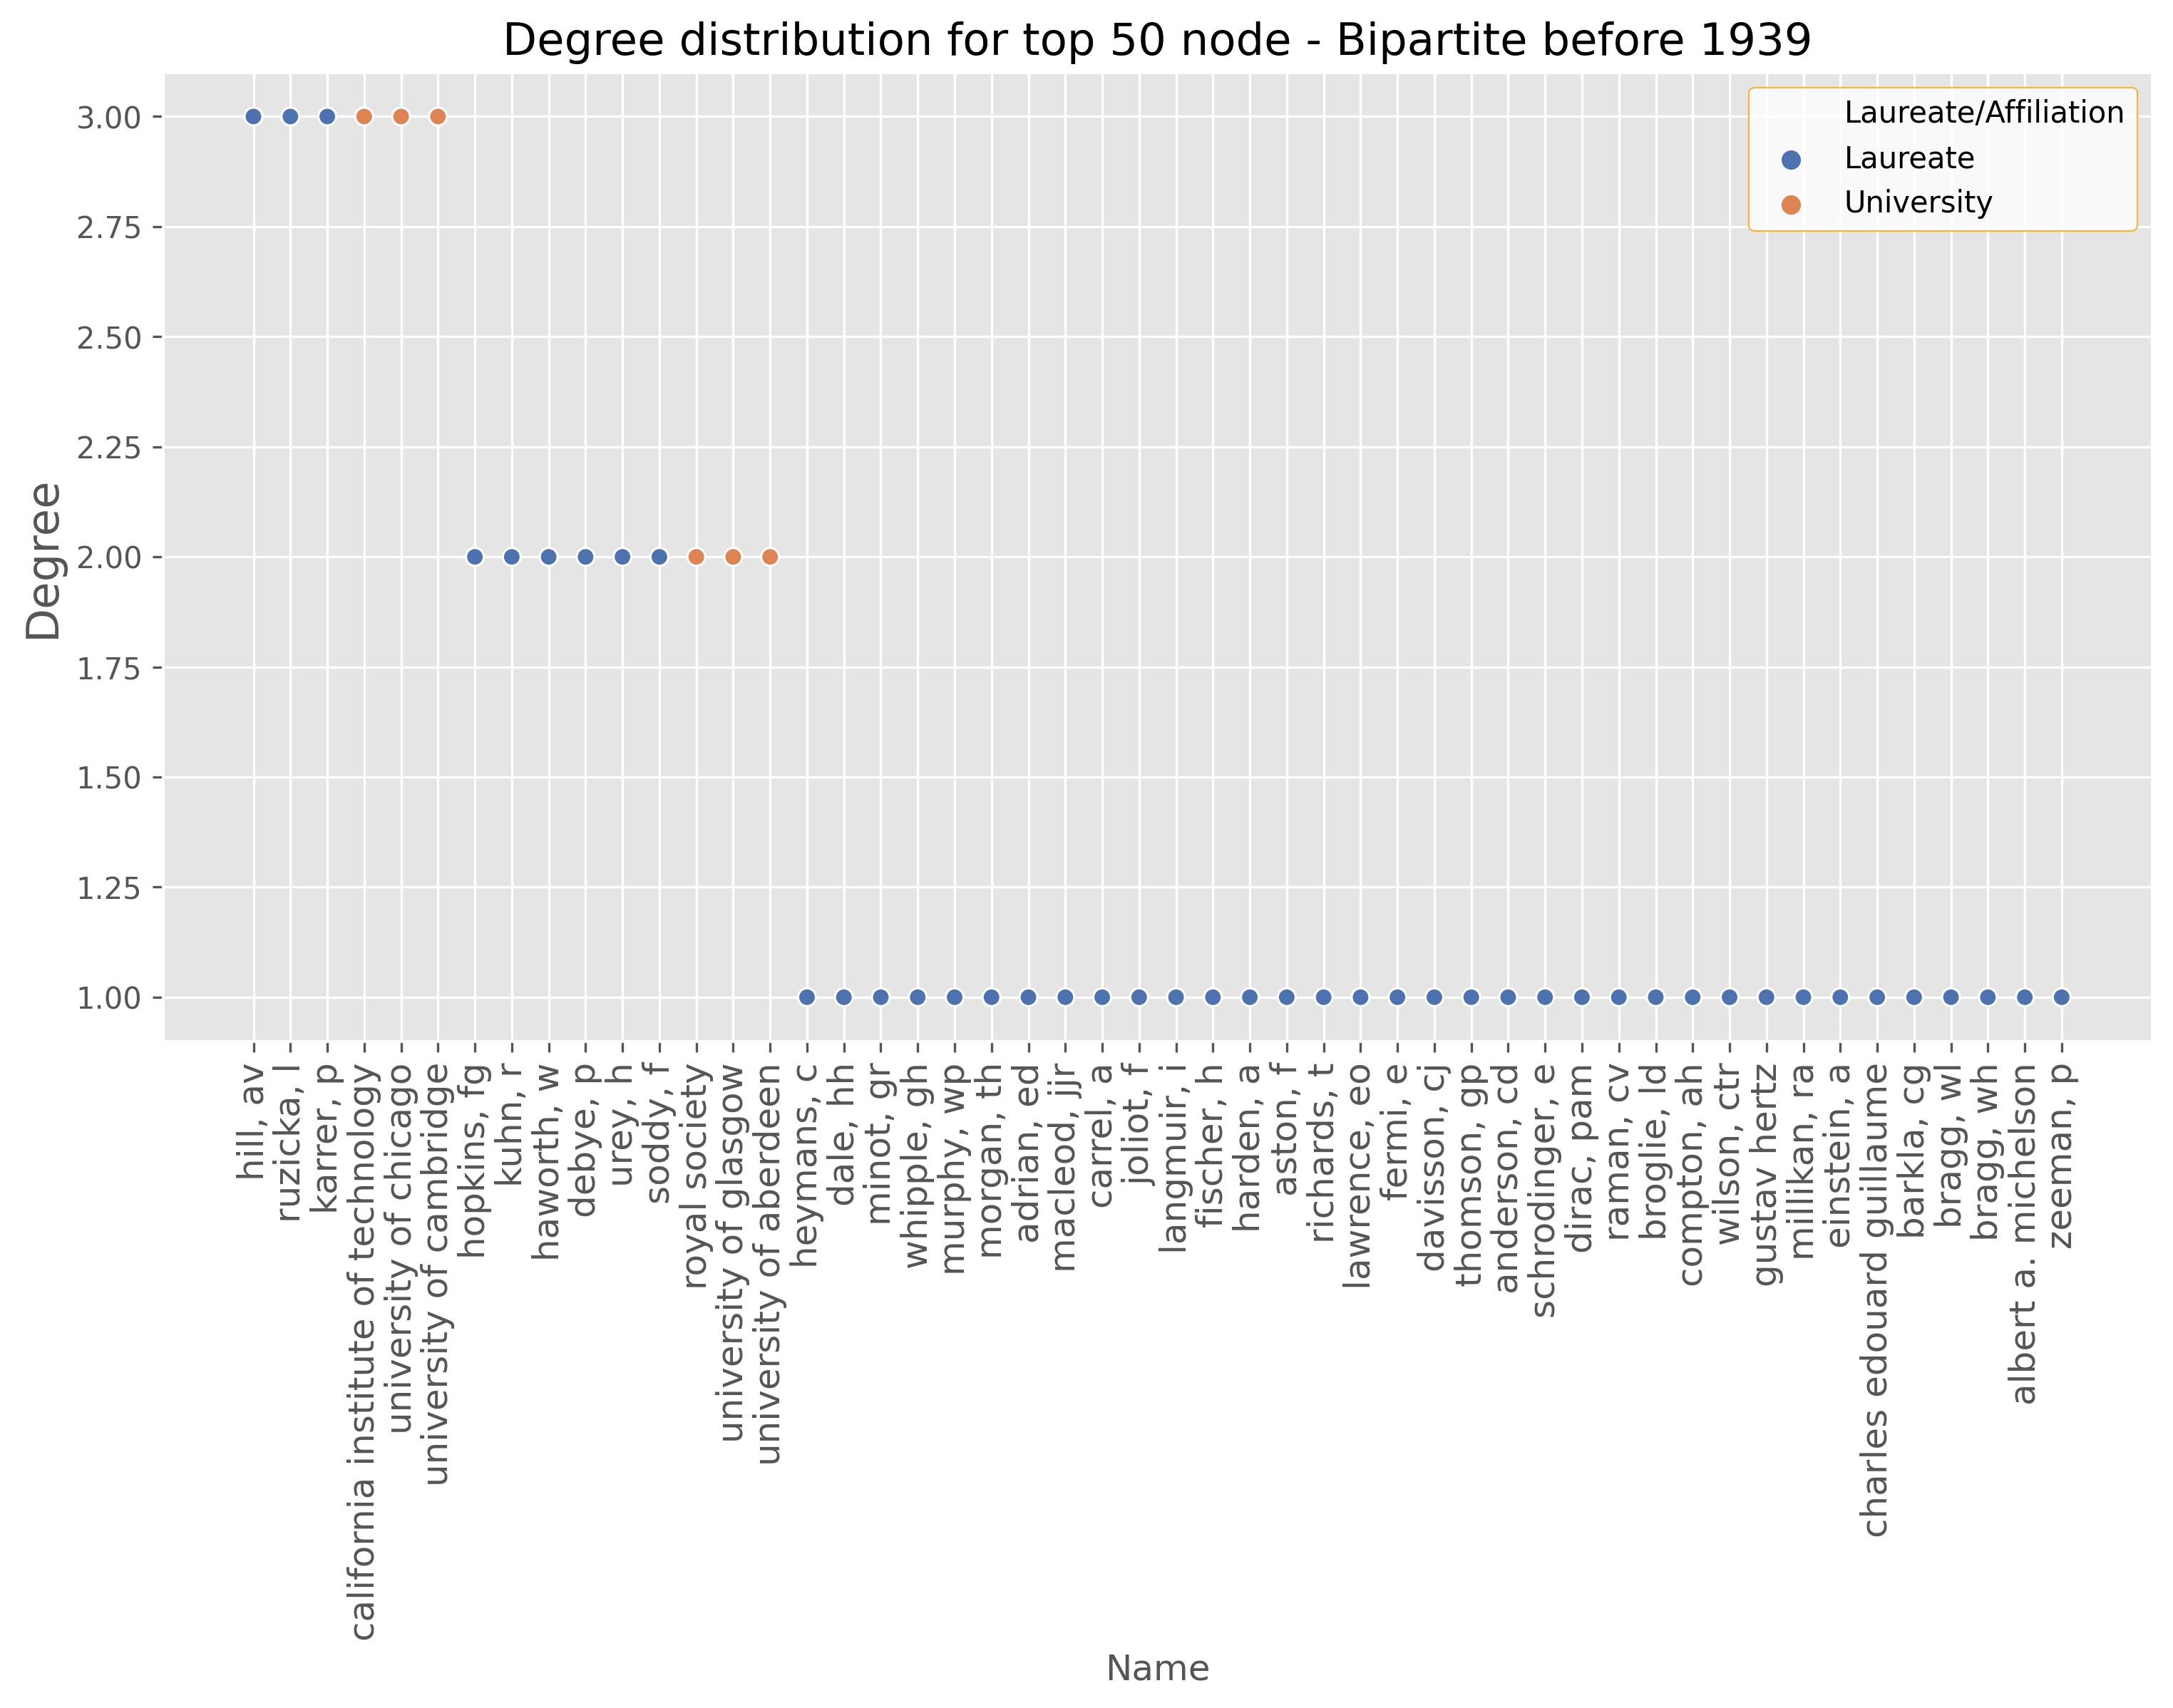 Degree distribution for top 50 node - Bipartite before 1939
Laureate/Affiliation
Laureate
University
3.00
2.75
2.50
2.25
2.00
1.75
1.50
1.25
1.00
Degree
hill, av
ruzicka, l
karrer, p
california institute of technology
university of chicago
university of cambridge
hopkins, fg
kuhn, r
haworth, w
debye, p
urey, h
soddy, f
royal society
university of glasgow
university of aberdeen
heymans, c
dale, hh
minot, gr
whipple, gh
murphy, wp
morgan, th
adrian, ed
macleod, jjr
carrel, a
joliot, f
langmuir, i
fischer, h
harden, a
aston, f
richards, t
lawrence, eo
fermi, e
davisson, cj
thomson, gp
anderson, cd
schrodinger, e
dirac, pam
raman, cv
broglie, ld
compton, ah
wilson, ctr
gustav hertz
millikan, ra
einstein, a
charles edouard guillaume
barkla, cg
bragg, wl
bragg, wh
albert a. michelson
zeeman, p
Name